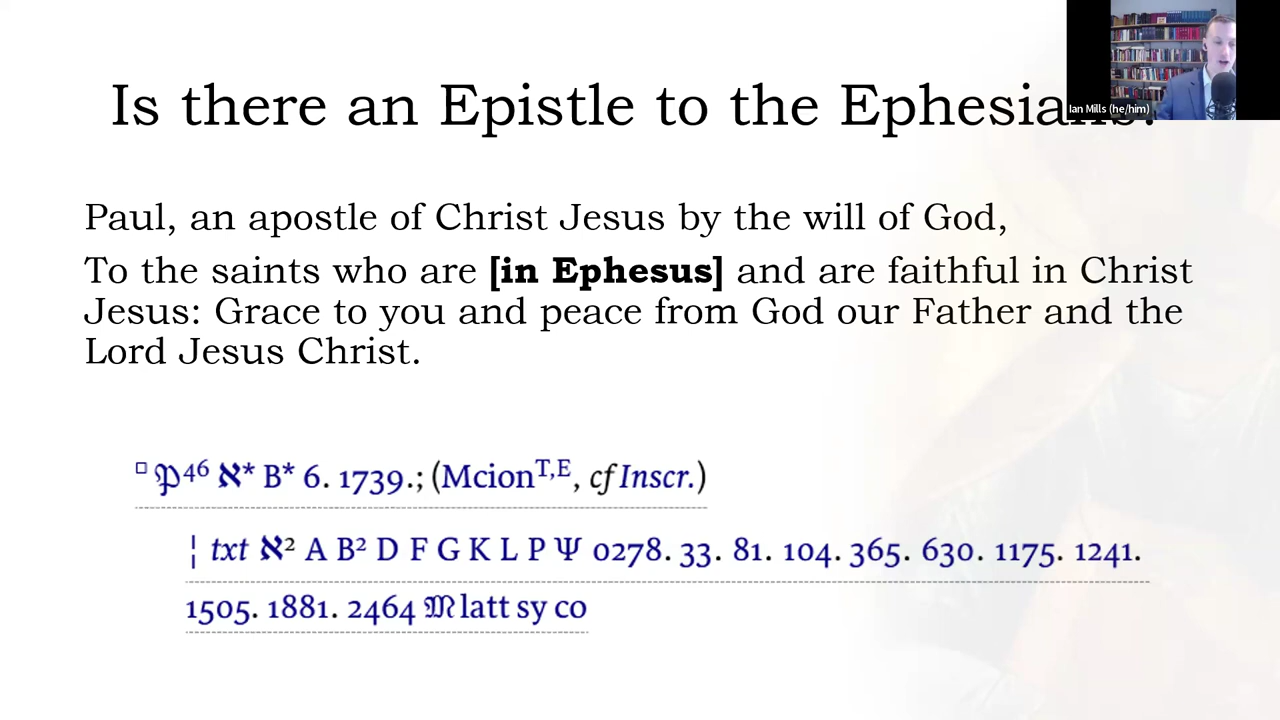 Is there an Epistle to the Ephesians?
Ian Mills (he/him)
Paul, an apostle of Christ Jesus by the will of God,
To the saints who are [in Ephesus] and are faithful in Christ
Jesus: Grace to you and peace from God our Father and the
Lord Jesus Christ.
□ 𝔓46 ℵ* B* 6. 1739.; (McionT,E, cf Inscr.)
¦ txt ℵ² A B² D F G K L P Ψ 0278. 33. 81. 104. 365. 630. 1175. 1241.
1505. 1881. 2464 𝔐 latt sy co